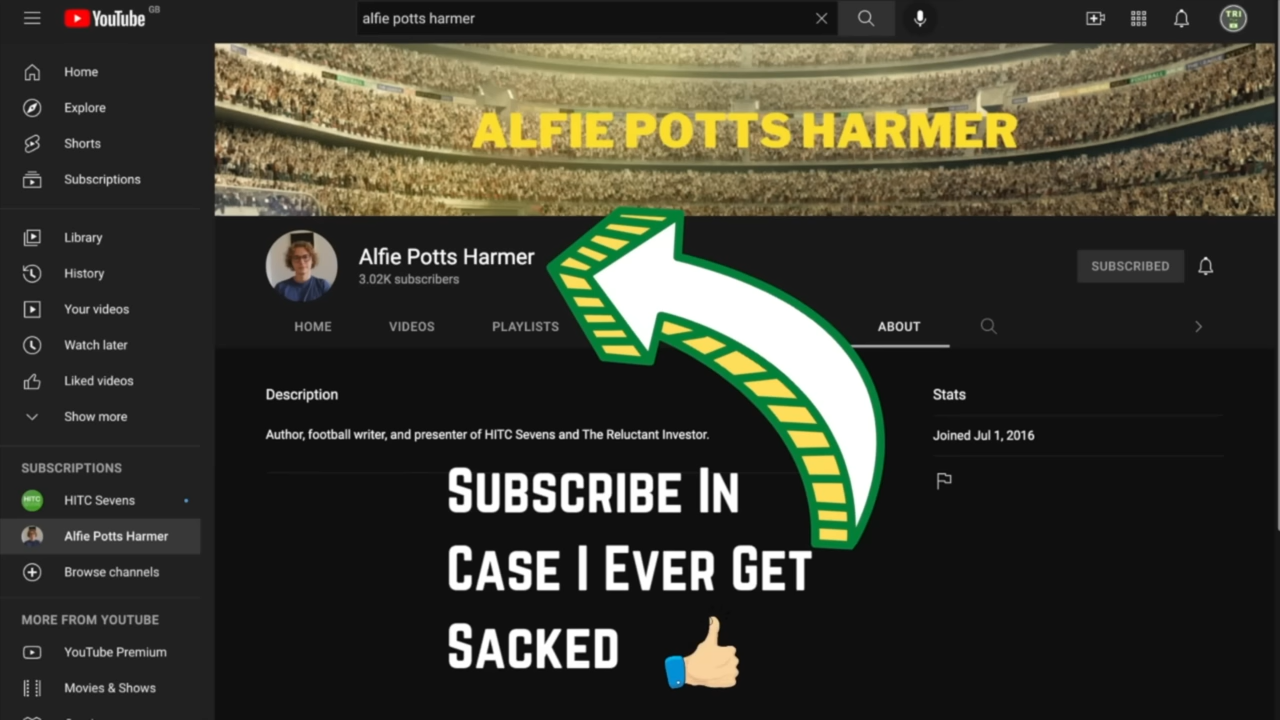 YouTube GB
alfie potts harmer
TRI
Home
Explore
Shorts
Subscriptions
Library
History
Your videos
Watch later
Liked videos
Show more
SUBSCRIPTIONS
HITC HITC Sevens
Alfie Potts Harmer
Browse channels
MORE FROM YOUTUBE
YouTube Premium
Movies & Shows
ALFIE POTTS HARMER
Alfie Potts Harmer
3.02K subscribers
SUBSCRIBED
HOME VIDEOS PLAYLISTS ABOUT
Description
Author, football writer, and presenter of HITC Sevens and The Reluctant Investor.
Stats
Joined Jul 1, 2016
Subscribe In
Case I Ever Get
Sacked